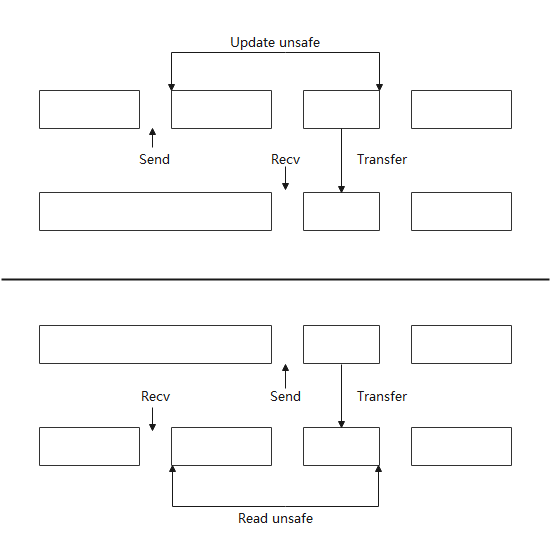 Update unsafe
Send
Recv
Transfer
Recv
Send
Transfer
Read unsafe